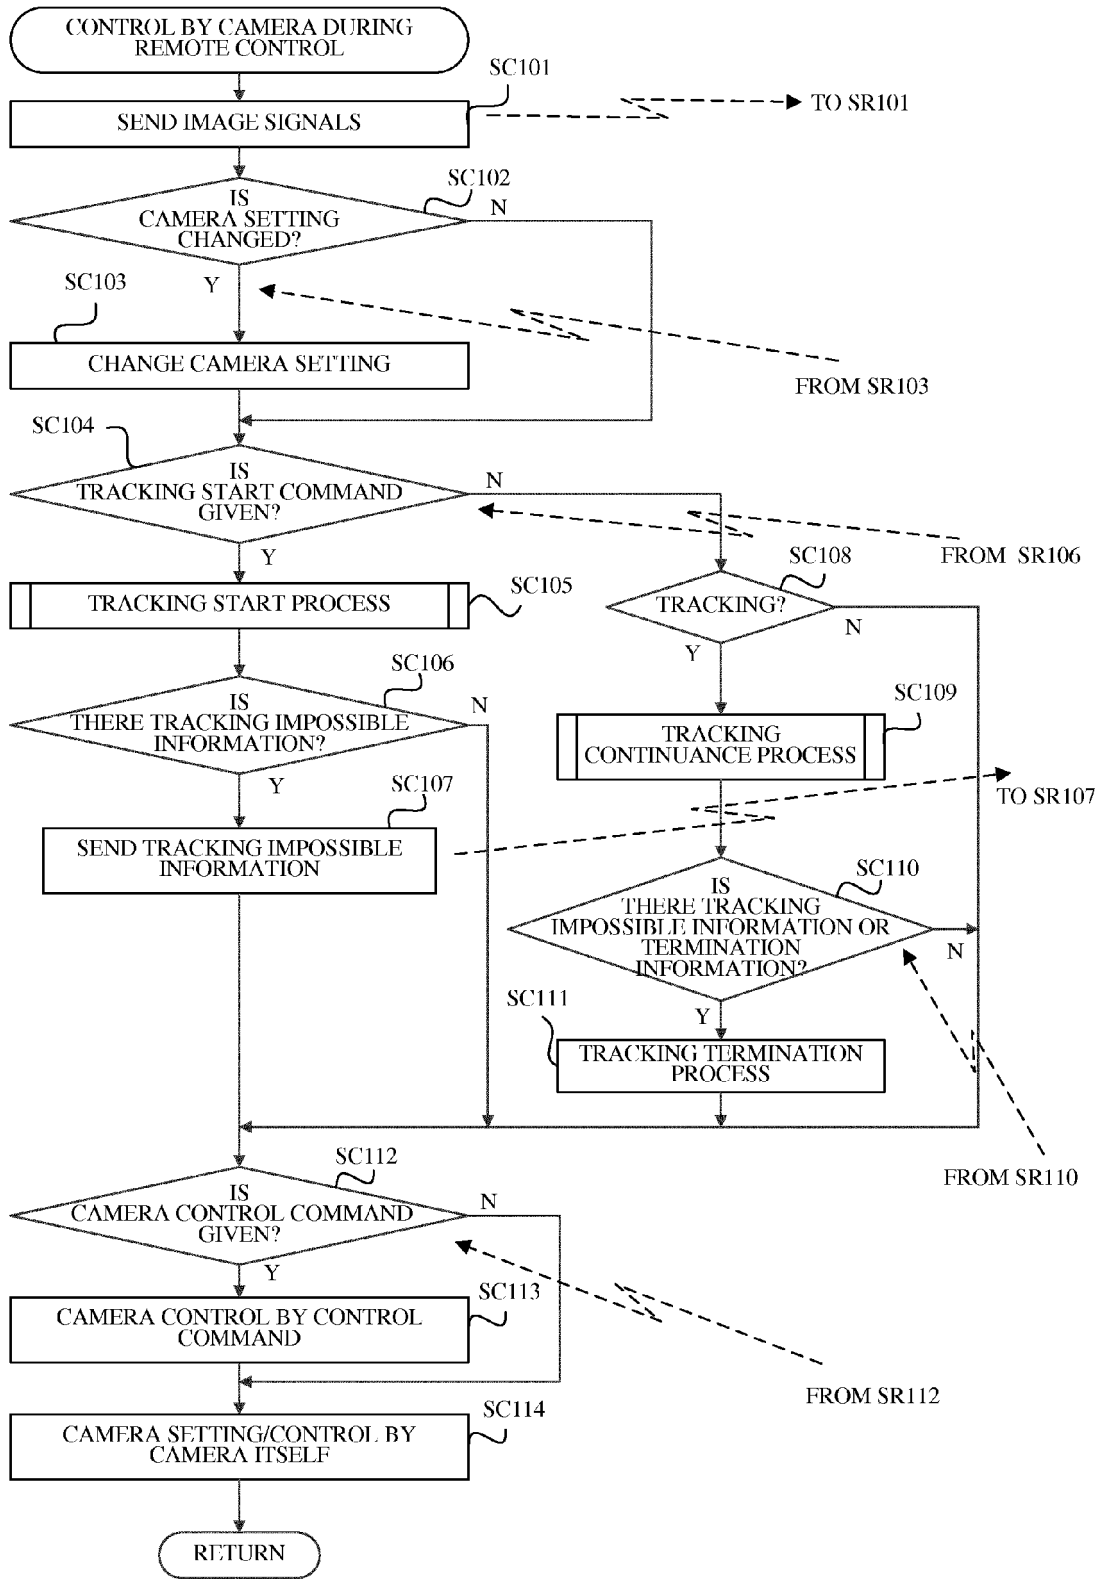 CONTROL BY CAMERA DURING
REMOTE CONTROL
SC101
SEND IMAGE SIGNALS
TO SR101
SC102
IS
CAMERA SETTING
CHANGED?
N
Y
SC103
CHANGE CAMERA SETTING
FROM SR103
SC104
IS
TRACKING START COMMAND
GIVEN?
N
Y
FROM SR106
TRACKING START PROCESS
SC105
SC108
TRACKING?
N
Y
SC106
IS
THERE TRACKING IMPOSSIBLE
INFORMATION?
N
Y
SC109
TRACKING
CONTINUANCE PROCESS
SC107
SEND TRACKING IMPOSSIBLE
INFORMATION
TO SR107
SC110
IS
THERE TRACKING
IMPOSSIBLE INFORMATION OR
TERMINATION
INFORMATION?
N
Y
SC111
TRACKING TERMINATION
PROCESS
FROM SR110
SC112
IS
CAMERA CONTROL COMMAND
GIVEN?
N
Y
SC113
CAMERA CONTROL BY CONTROL
COMMAND
FROM SR112
SC114
CAMERA SETTING/CONTROL BY
CAMERA ITSELF
RETURN